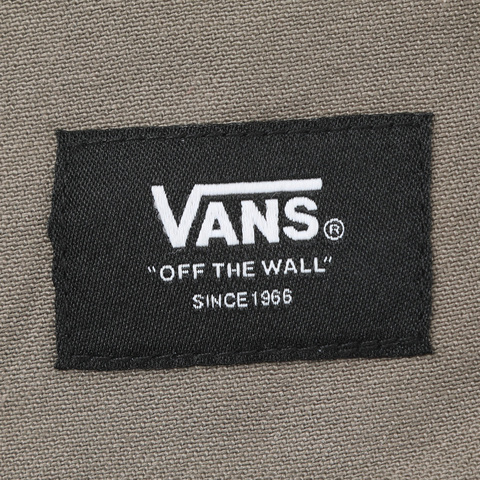 VANS®
"OFF THE WALL"
SINCE 1966